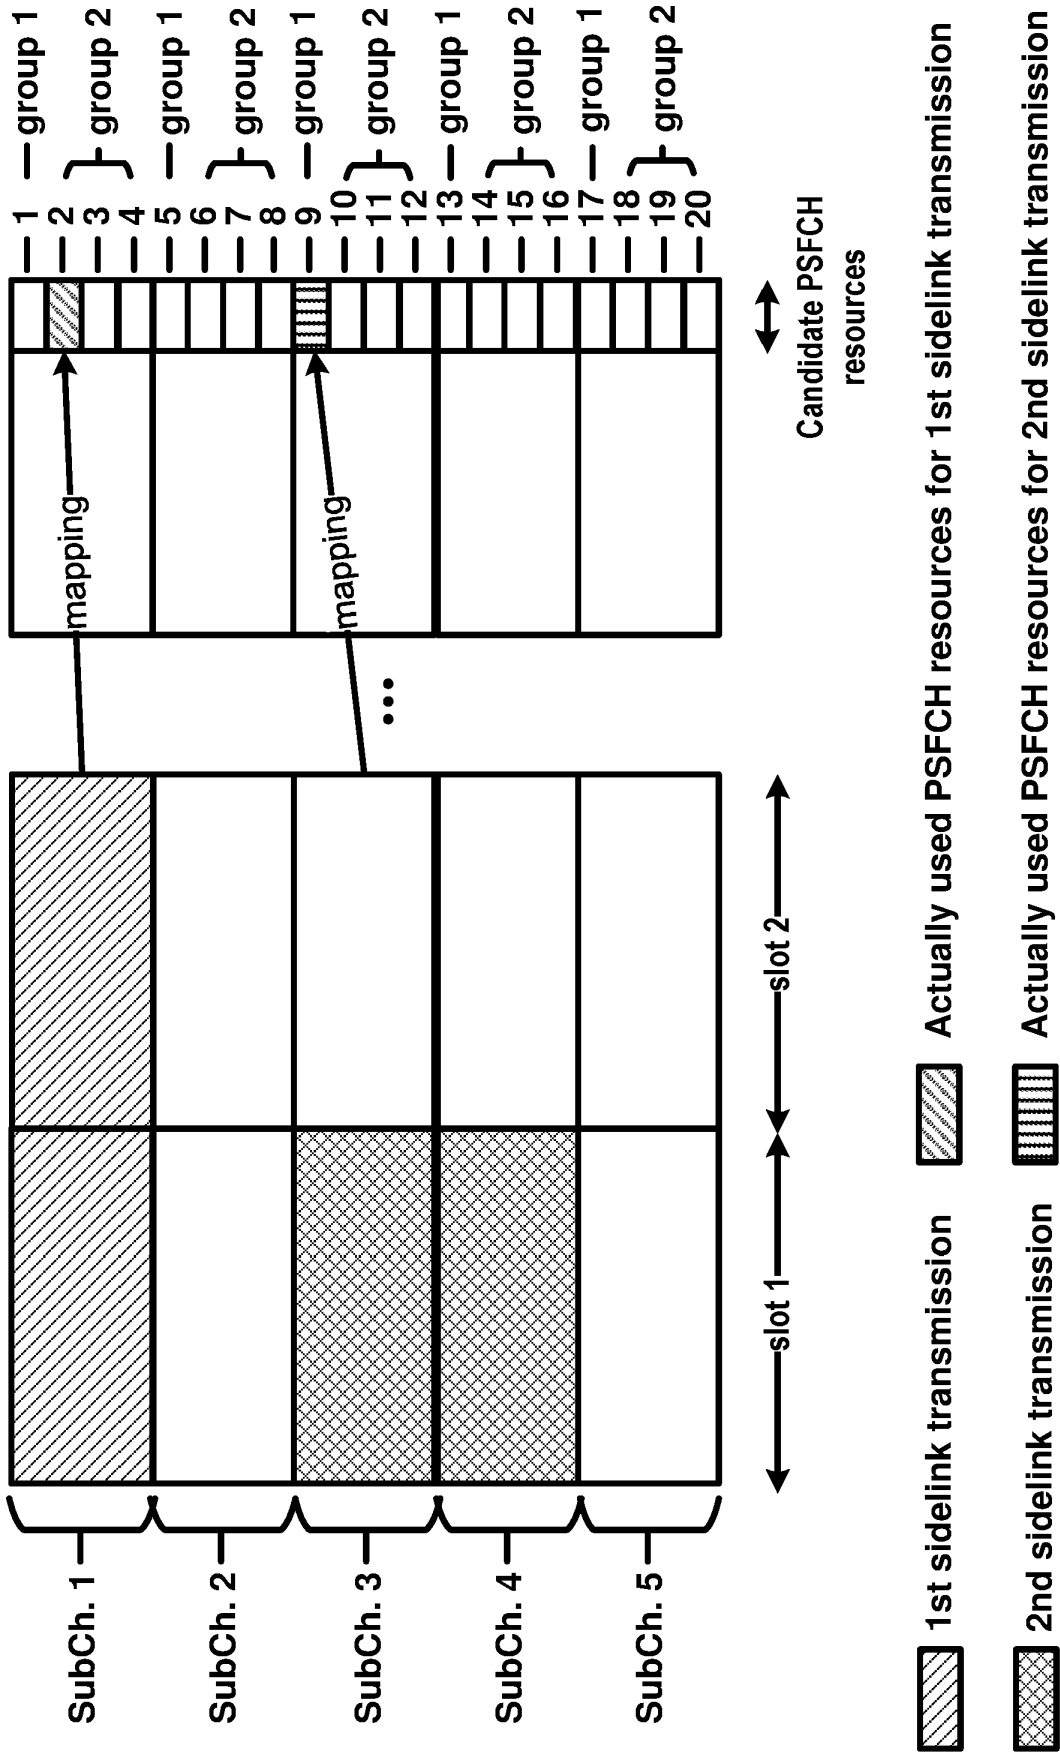 SubCh. 1
SubCh. 2
SubCh. 3
SubCh. 4
SubCh. 5
slot 1
slot 2
mapping
mapping
...
1
2
3
4
5
6
7
8
9
10
11
12
13
14
15
16
17
18
19
20
group 1
group 2
group 1
group 2
group 1
group 2
group 1
group 2
group 1
group 2
Candidate PSFCH
resources
1st sidelink transmission
Actually used PSFCH resources for 1st sidelink transmission
2nd sidelink transmission
Actually used PSFCH resources for 2nd sidelink transmission